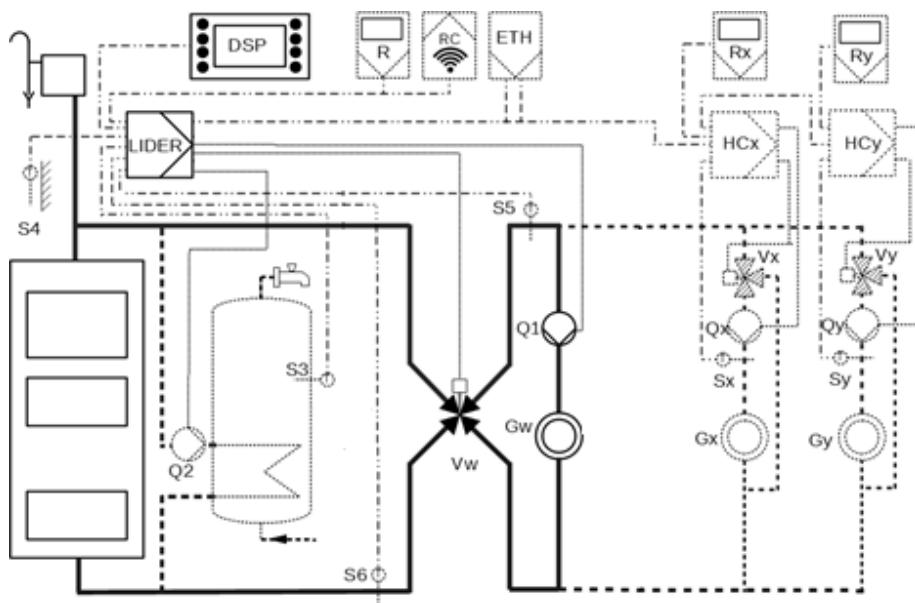 DSP
R
RC
ETH
Rx
Ry
LIDER
HCx
HCy
S4
S5
Vx
Vy
Q1
Qx
Qy
S3
Sx
Sy
Gw
Gx
Gy
Q2
Vw
S6